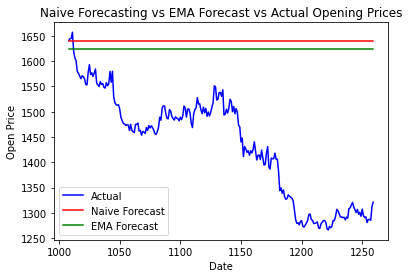 Naive Forecasting vs EMA Forecast vs Actual Opening Prices
Open Price
1650
1600
1550
1500
1450
1400
1350
1300
1250
Actual
Naive Forecast
EMA Forecast
1000
1050
1100
1150
1200
1250
Date